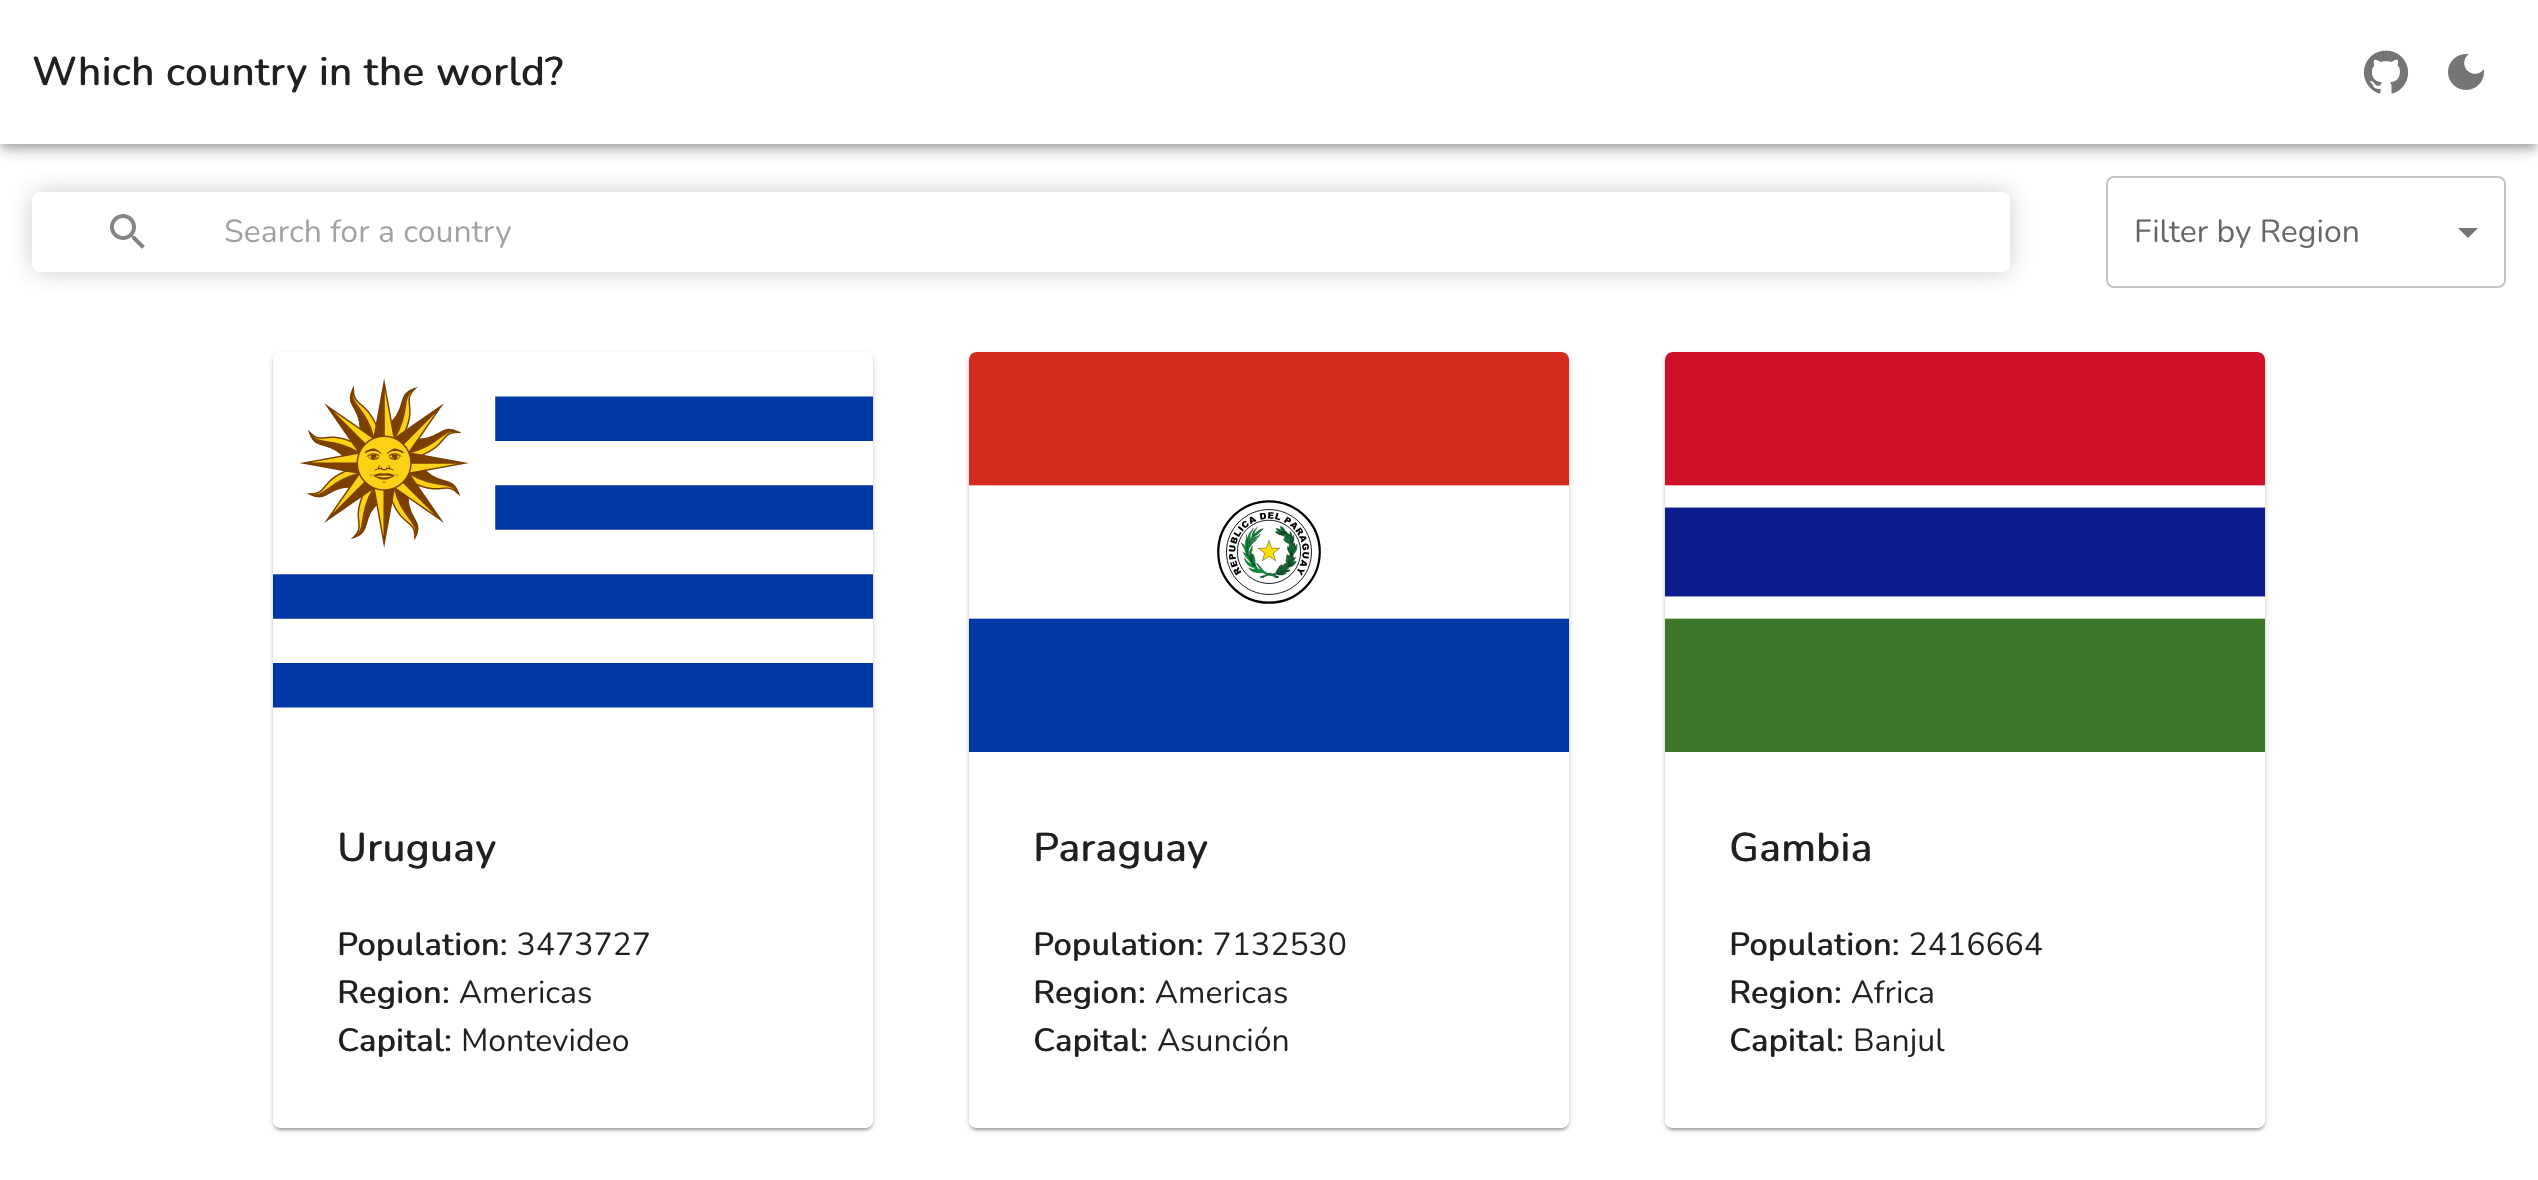 Which country in the world?
Search for a country
Filter by Region
REPUBLICA DEL PARAGUAY
Uruguay
Population: 3473727
Region: Americas
Capital: Montevideo
Paraguay
Population: 7132530
Region: Americas
Capital: Asunción
Gambia
Population: 2416664
Region: Africa
Capital: Banjul